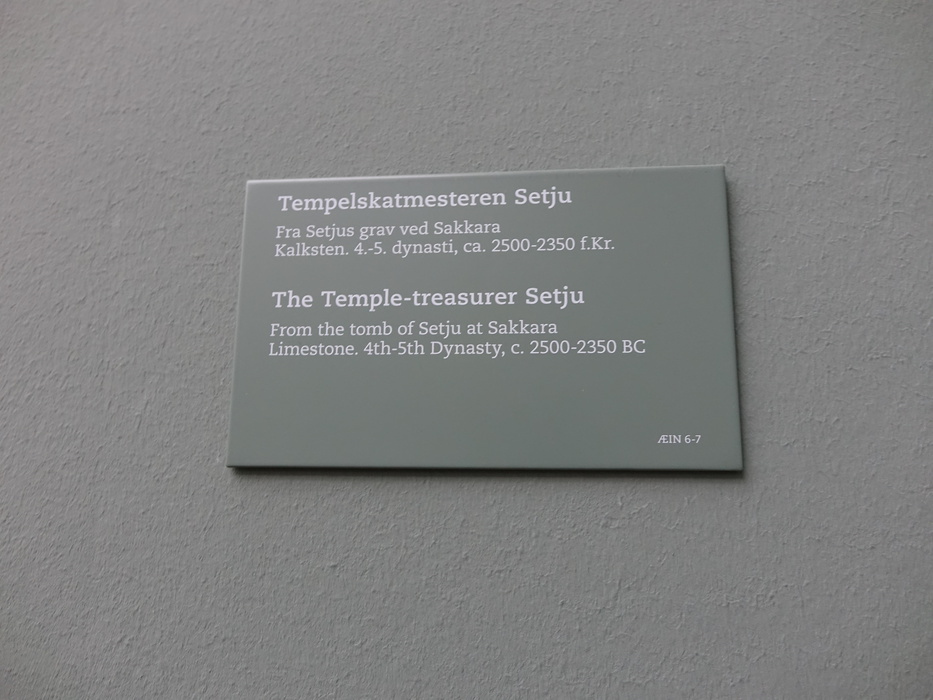 Tempelskatmesteren Setju
Fra Setjus grav ved Sakkara
Kalksten. 4.-5. dynasti, ca. 2500-2350 f.Kr.
The Temple-treasurer Setju
From the tomb of Setju at Sakkara
Limestone. 4th-5th Dynasty, c. 2500-2350 BC
ÆIN 6-7